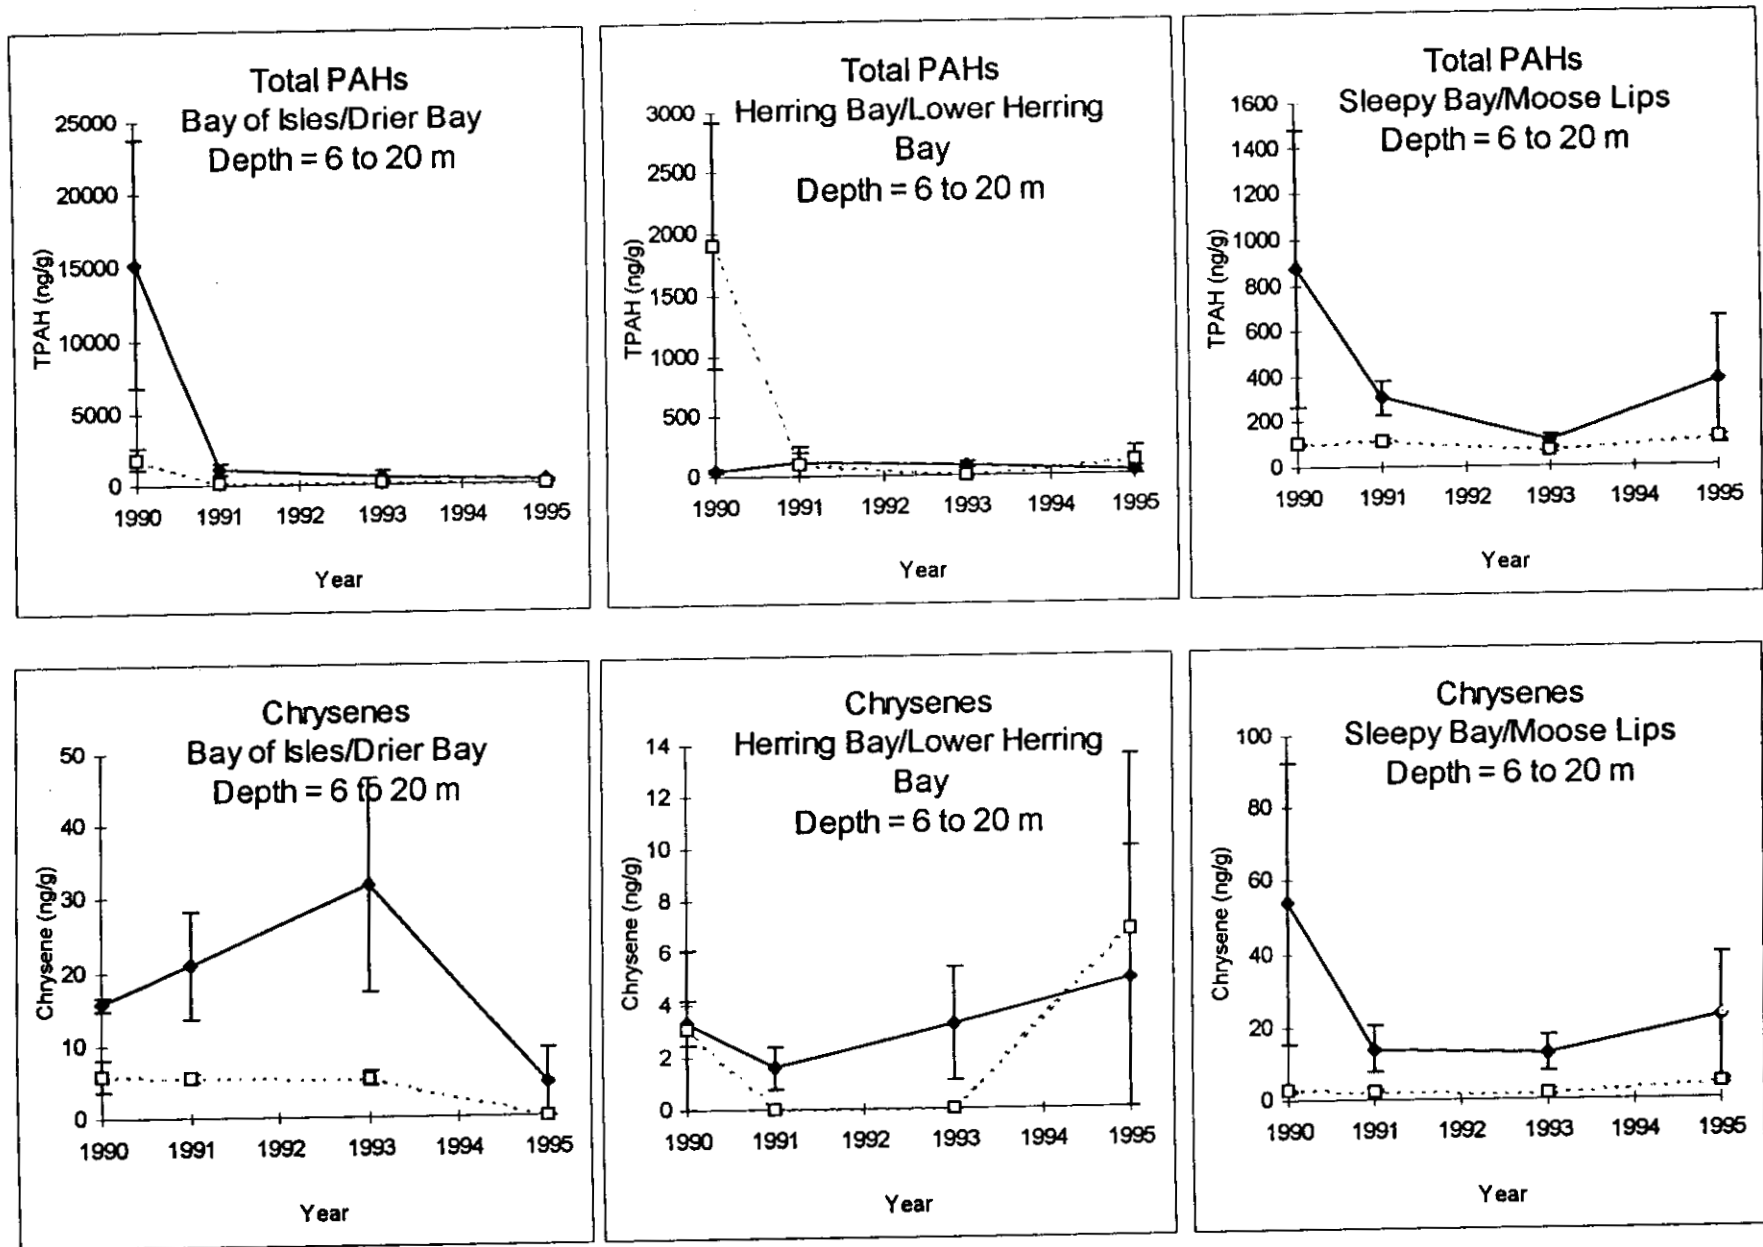 Total PAHs
Bay of Isles/Drier Bay
Depth = 6 to 20 m
25000
20000
15000
10000
5000
0
TPAH (ng/g)
1990 1991 1992 1993 1994 1995
Year
Total PAHs
Herring Bay/Lower Herring
Bay
Depth = 6 to 20 m
3000
2500
2000
1500
1000
500
0
TPAH (ng/g)
1990 1991 1992 1993 1994 1995
Year
Total PAHs
Sleepy Bay/Moose Lips
Depth = 6 to 20 m
1600
1400
1200
1000
800
600
400
200
0
TPAH (ng/g)
1990 1991 1992 1993 1994 1995
Year
Chrysenes
Bay of Isles/Drier Bay
Depth = 6 to 20 m
50
40
30
20
10
0
Chrysene (ng/g)
1990 1991 1992 1993 1994 1995
Year
Chrysenes
Herring Bay/Lower Herring
Bay
Depth = 6 to 20 m
14
12
10
8
6
4
2
0
Chrysene (ng/g)
1990 1991 1992 1993 1994 1995
Year
Chrysenes
Sleepy Bay/Moose Lips
Depth = 6 to 20 m
100
80
60
40
20
0
Chrysene (ng/g)
1990 1991 1992 1993 1994 1995
Year